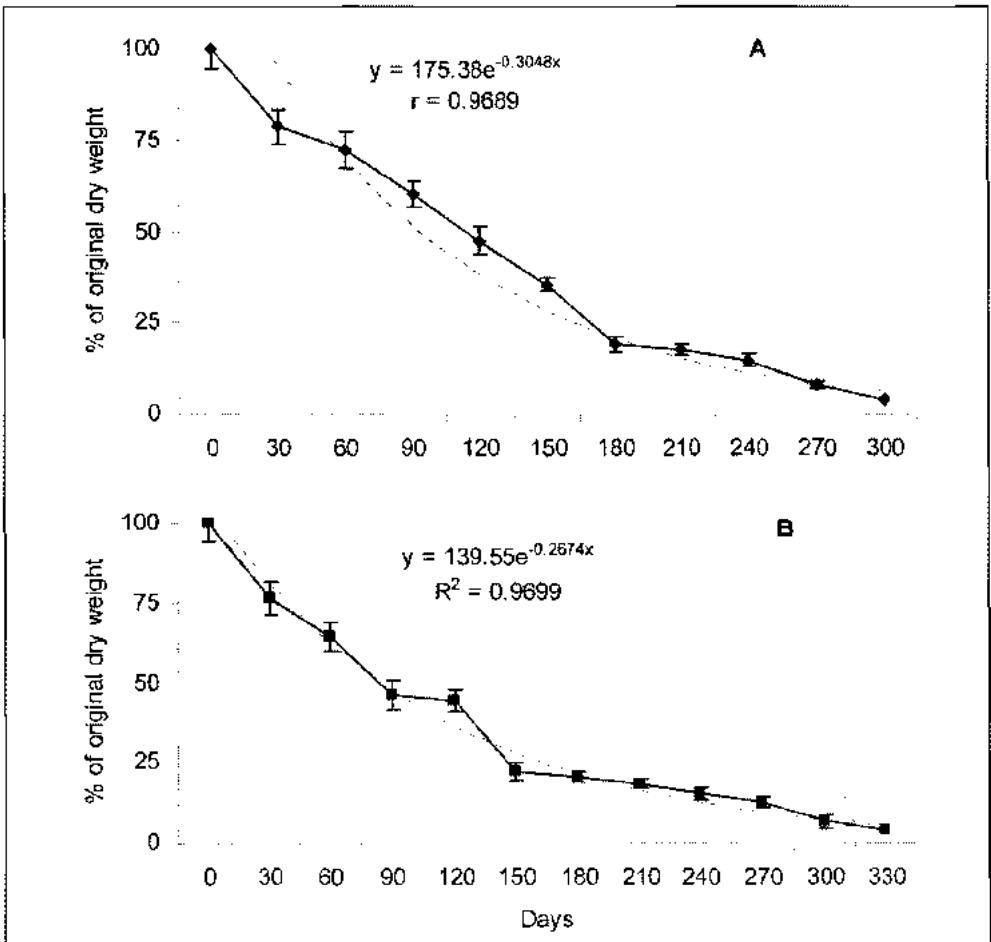 A
y = 175.38e^-0.3048x
r = 0.9689
% of original dry weight
100
75
50
25
0
0 30 60 90 120 150 180 210 240 270 300
B
y = 139.55e^-0.2674x
R² = 0.9699
% of original dry weight
100
75
50
25
0
0 30 60 90 120 150 180 210 240 270 300 330
Days